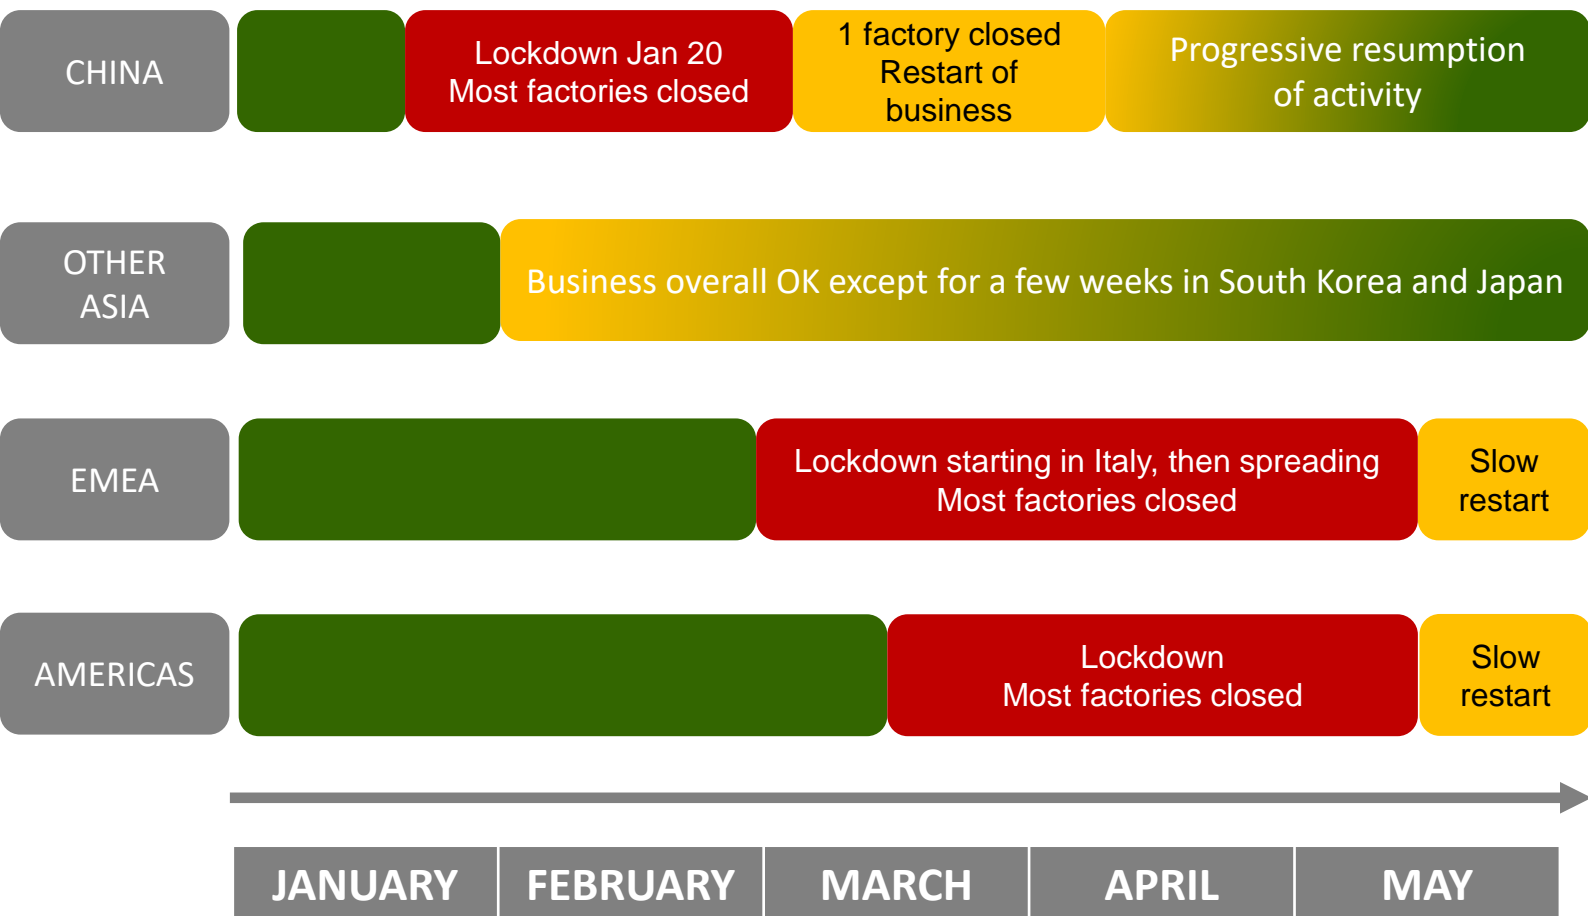 CHINA
Lockdown Jan 20
Most factories closed
1 factory closed
Restart of
business
Progressive resumption
of activity
OTHER
ASIA
Business overall OK except for a few weeks in South Korea and Japan
EMEA
Lockdown starting in Italy, then spreading
Most factories closed
Slow
restart
AMERICAS
Lockdown
Most factories closed
Slow
restart
JANUARY
FEBRUARY
MARCH
APRIL
MAY